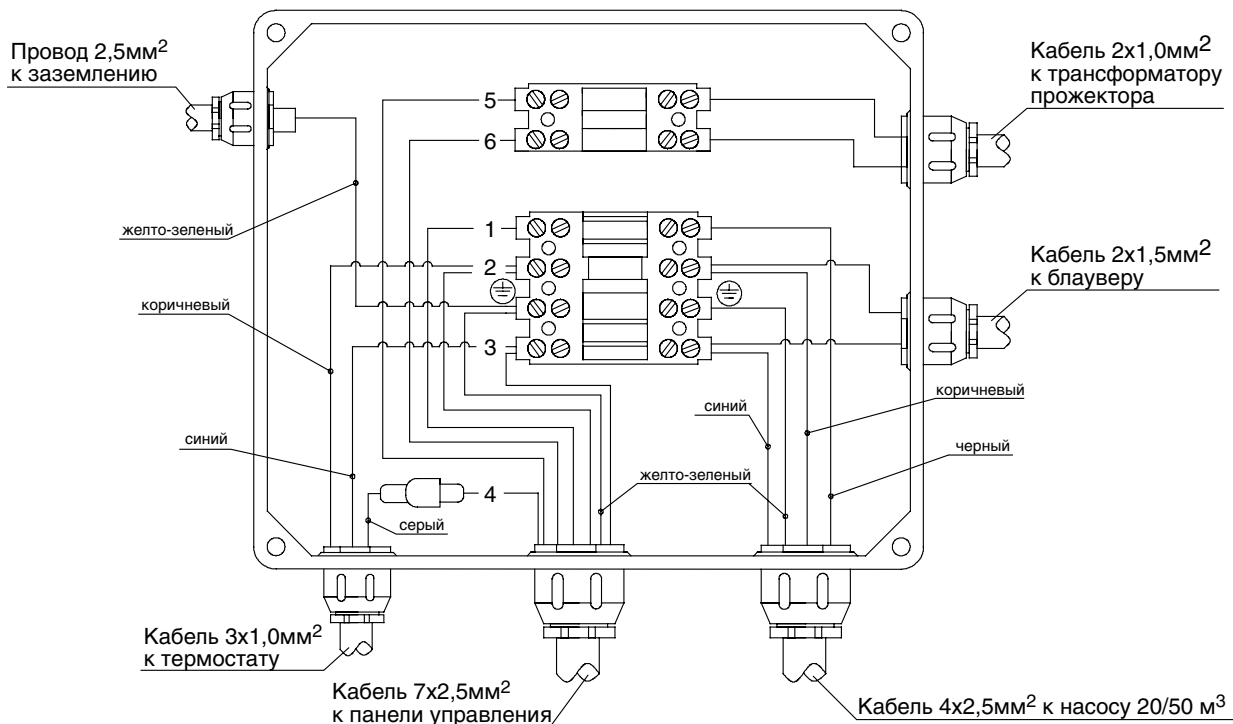 Провод 2,5мм²
к заземлению
Кабель 2х1,0мм²
к трансформатору
прожектора
5
6
желто-зеленый
1
2
коричневый
3
Кабель 2х1,5мм²
к блауверу
коричневый
синий
синий
черный
желто-зеленый
4
серый
Кабель 3х1,0мм²
к термостату
Кабель 7х2,5мм²
к панели управления
Кабель 4х2,5мм² к насосу 20/50 м³